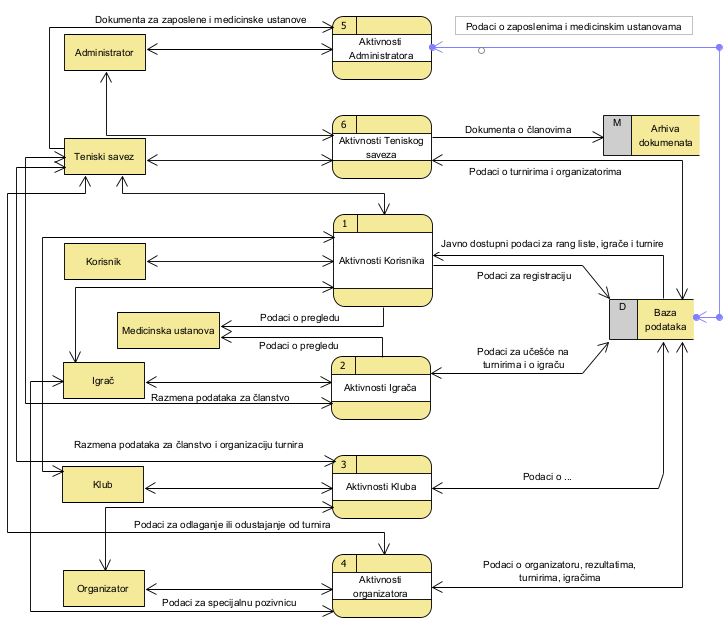 Dokumenta za zaposlene i medicinske ustanove
5
Podaci o zaposlenima i medicinskim ustanovama
Administrator
Aktivnosti
Administratora
6
Dokumenta o članovima
M
Arhiva
dokumenata
Teniski savez
Aktivnosti Teniskog
saveza
Podaci o turnirima i organizatorima
1
Javno dostupni podaci za rang liste, igrače i turnire
Korisnik
Aktivnosti Korisnika
Podaci za registraciju
Podaci o pregledu
D
Baza
podataka
Medicinska ustanova
Podaci o pregledu
2
Podaci za učešće na
turnirima i o igraču
Igrač
Aktivnosti Igrača
Razmena podataka za članstvo
Razmena podataka za članstvo i organizaciju turnira
3
Klub
Aktivnosti Kluba
Podaci o ...
Podaci za odlaganje ili odustajanje od turnira
4
Podaci o organizatoru, rezultatima,
turnirima, igračima
Organizator
Aktivnosti
organizatora
Podaci za specijalnu pozivnicu